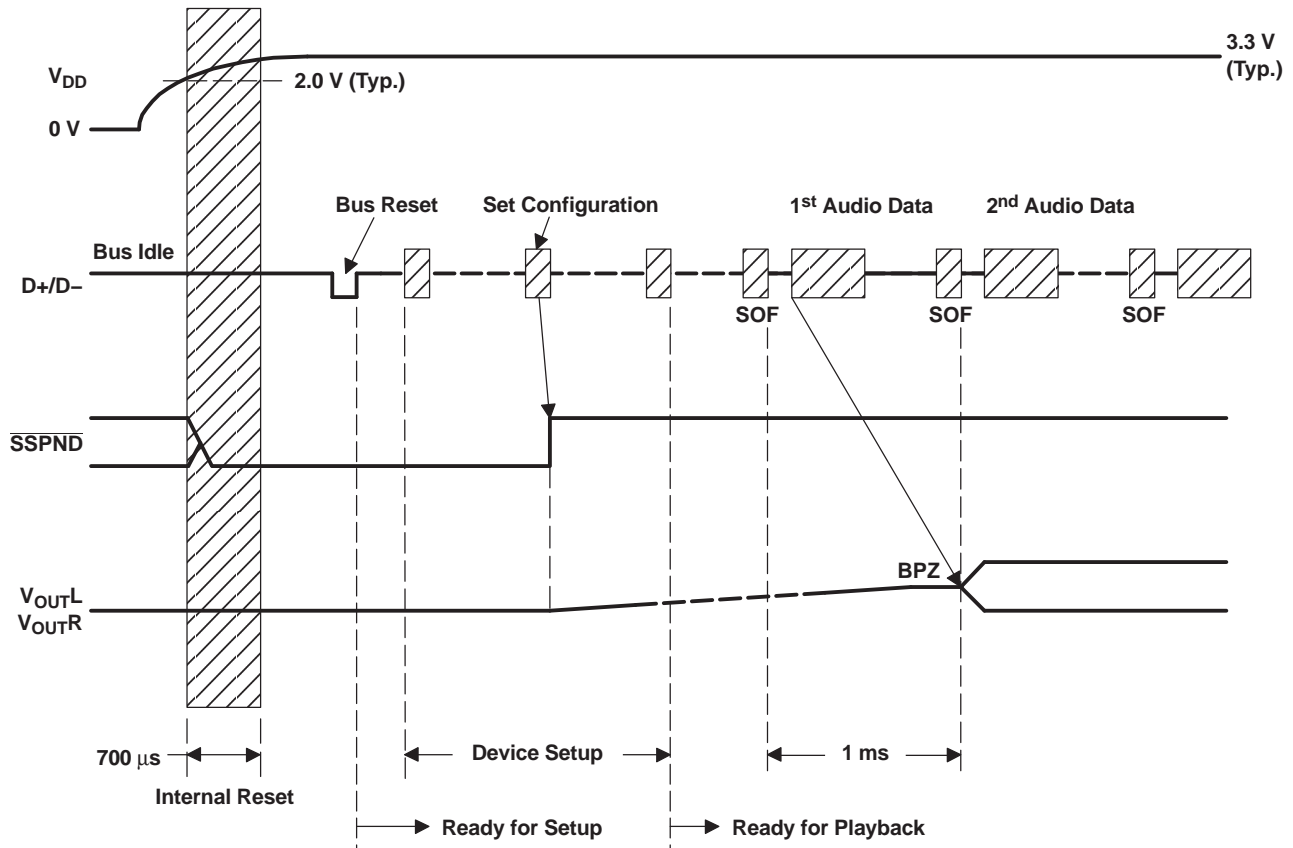 3.3 V
(Typ.)
VDD
2.0 V (Typ.)
0 V
Bus Reset
Set Configuration
1st Audio Data
2nd Audio Data
Bus Idle
D+/D–
SOF
SOF
SOF
SSPND
BPZ
VOUTL
VOUTR
700 μs
Device Setup
1 ms
Internal Reset
Ready for Setup
Ready for Playback